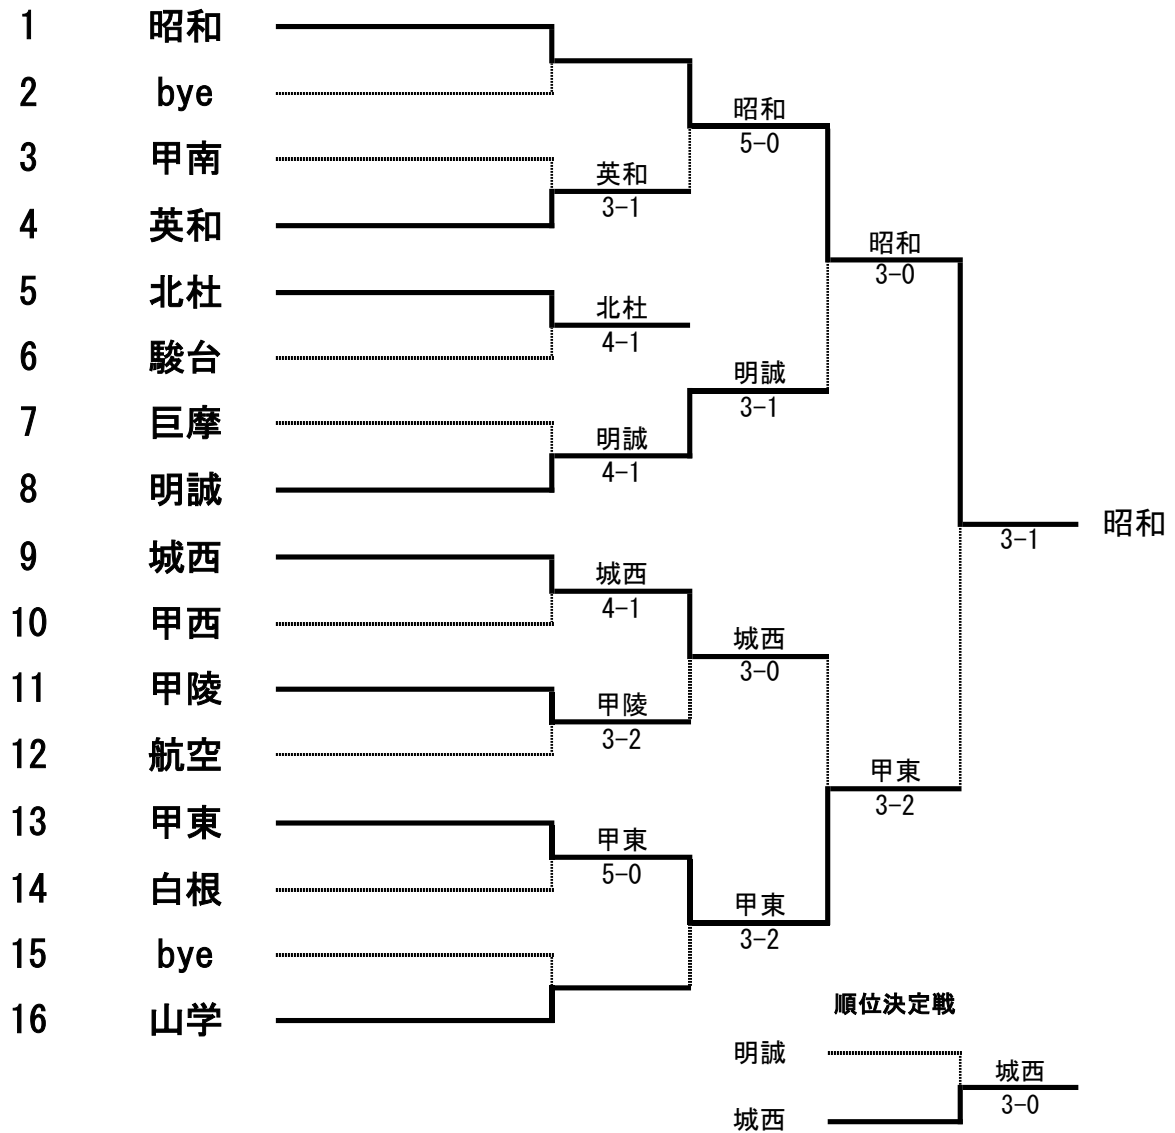 1 昭和
2 bye
昭和
5-0
3 甲南
英和
3-1
4 英和
昭和
3-0
5 北杜
北杜
4-1
6 駿台
明誠
3-1
7 巨摩
明誠
4-1
8 明誠
昭和
3-1
9 城西
城西
4-1
10 甲西
城西
3-0
11 甲陵
甲陵
3-2
12 航空
甲東
3-2
13 甲東
甲東
5-0
14 白根
甲東
3-2
15 bye
16 山学
順位決定戦
明誠
城西
3-0
城西